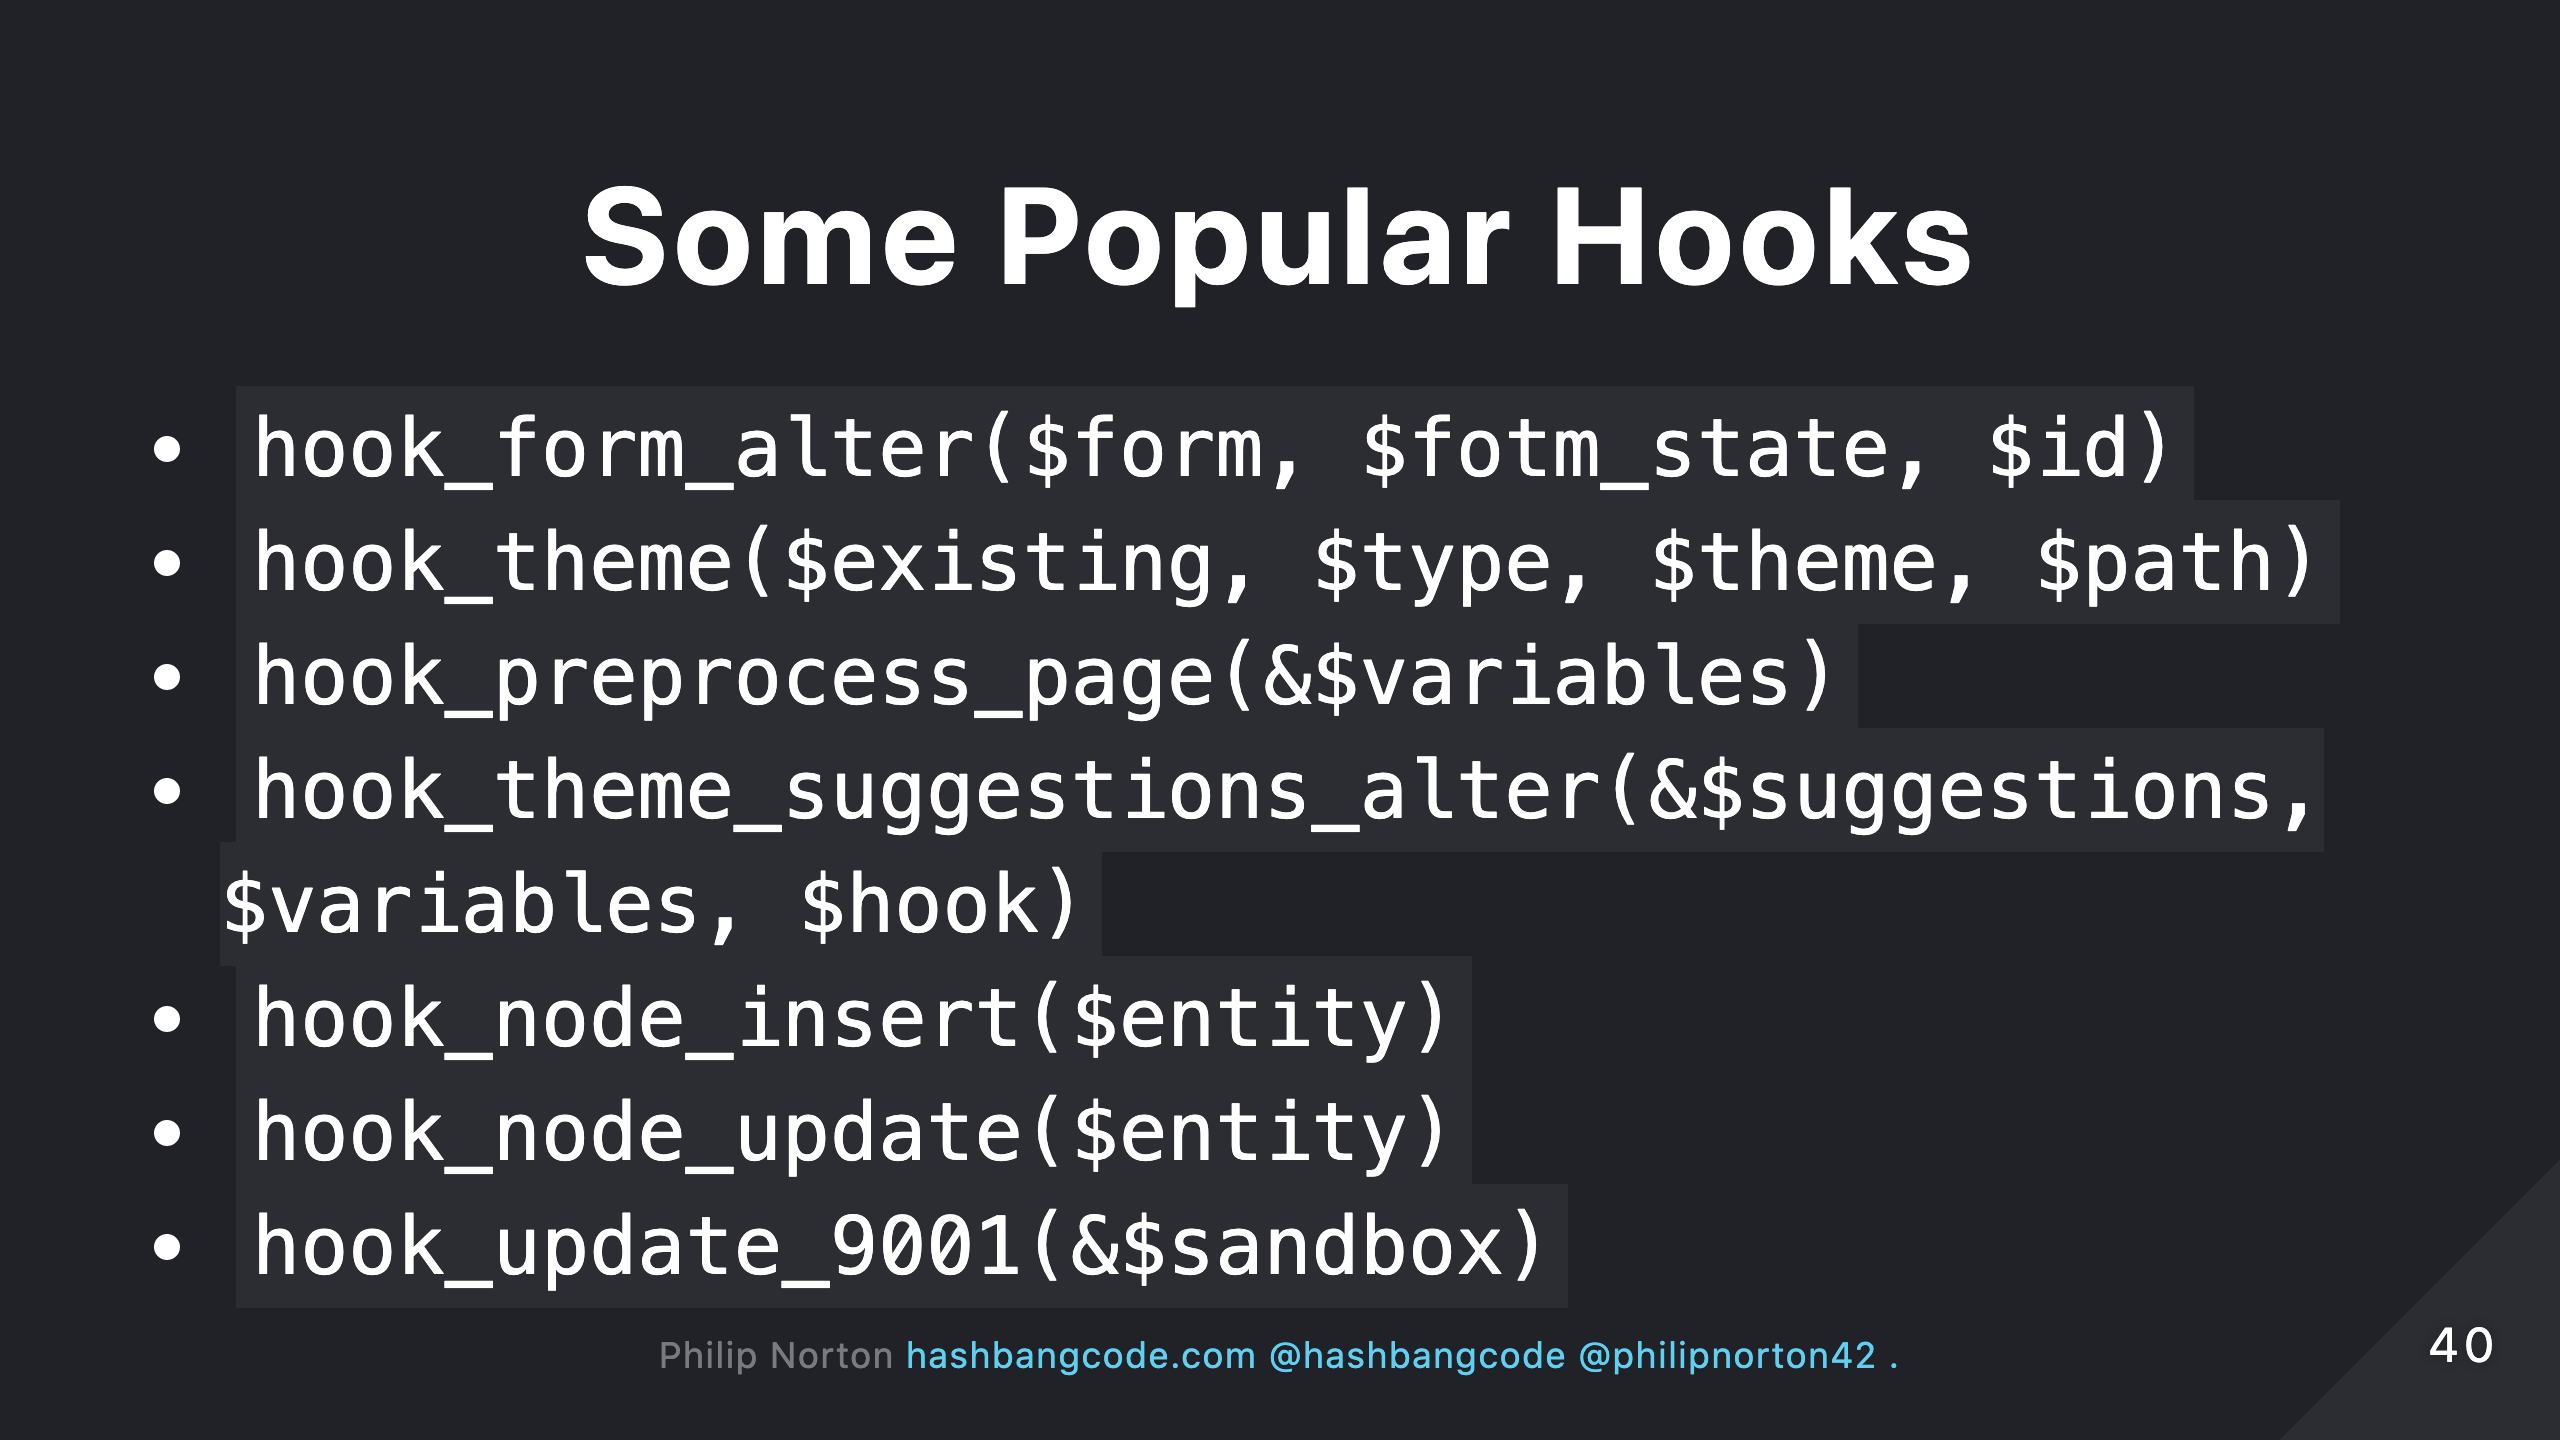 Some Popular Hooks
• hook_form_alter($form, $fotm_state, $id)
• hook_theme($existing, $type, $theme, $path)
• hook_preprocess_page(&$variables)
• hook_theme_suggestions_alter(&$suggestions,
$variables, $hook)
• hook_node_insert($entity)
• hook_node_update($entity)
• hook_update_9001(&$sandbox)
Philip Norton hashbangcode.com @hashbangcode @philipnorton42 .
40